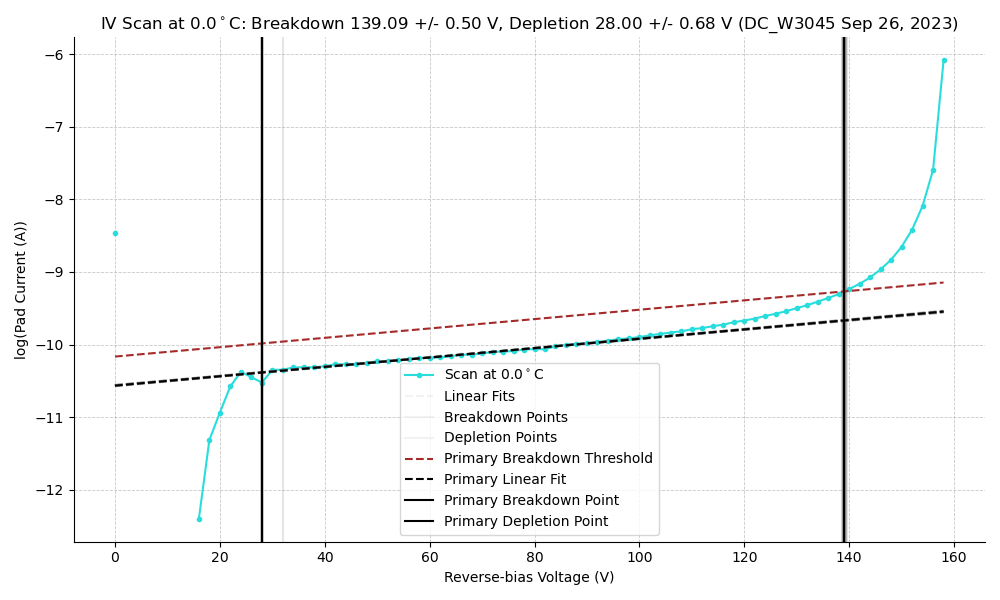 IV Scan at 0.0°C: Breakdown 139.09 +/- 0.50 V, Depletion 28.00 +/- 0.68 V (DC_W3045 Sep 26, 2023)
log(Pad Current (A))
−6
−7
−8
−9
−10
−11
−12
Scan at 0.0°C
Linear Fits
Breakdown Points
Depletion Points
Primary Breakdown Threshold
Primary Linear Fit
Primary Breakdown Point
Primary Depletion Point
0 20 40 60 80 100 120 140 160
Reverse-bias Voltage (V)